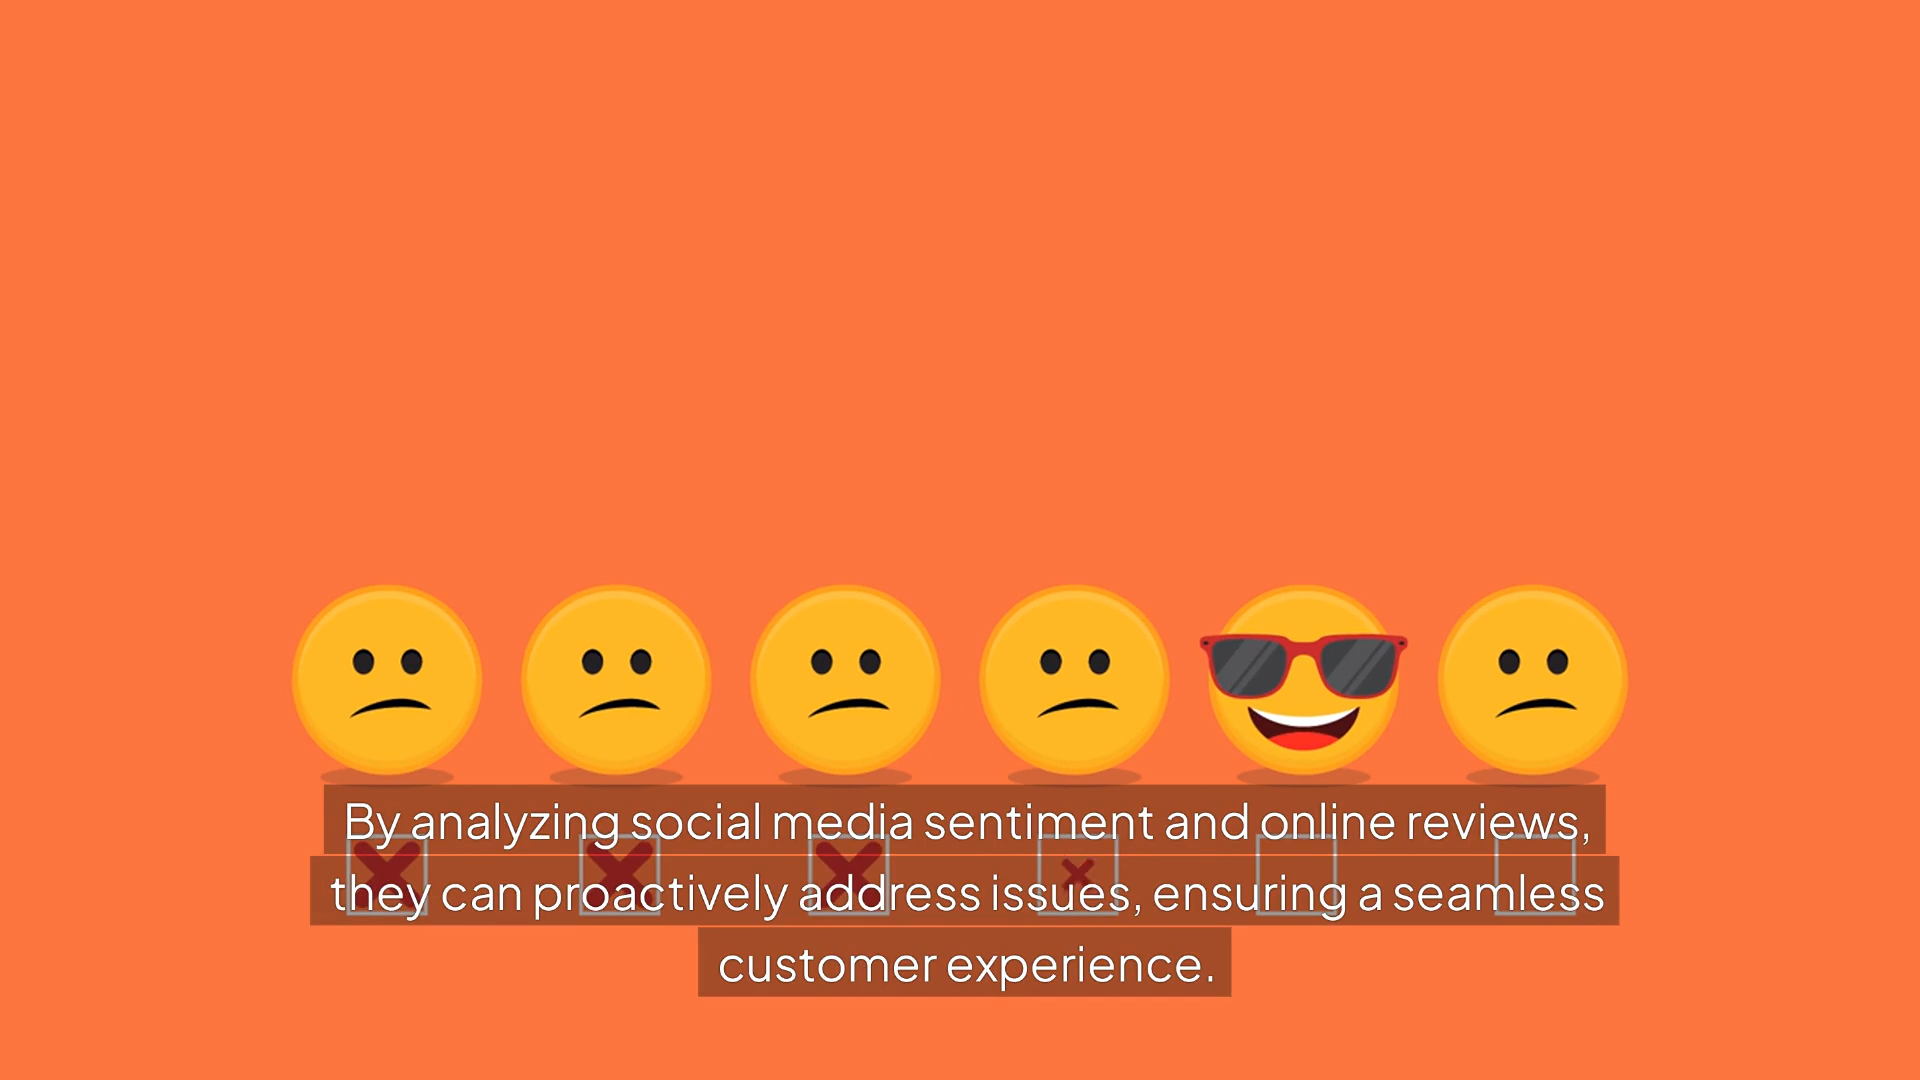 By analyzing social media sentiment and online reviews,
they can proactively address issues, ensuring a seamless
customer experience.